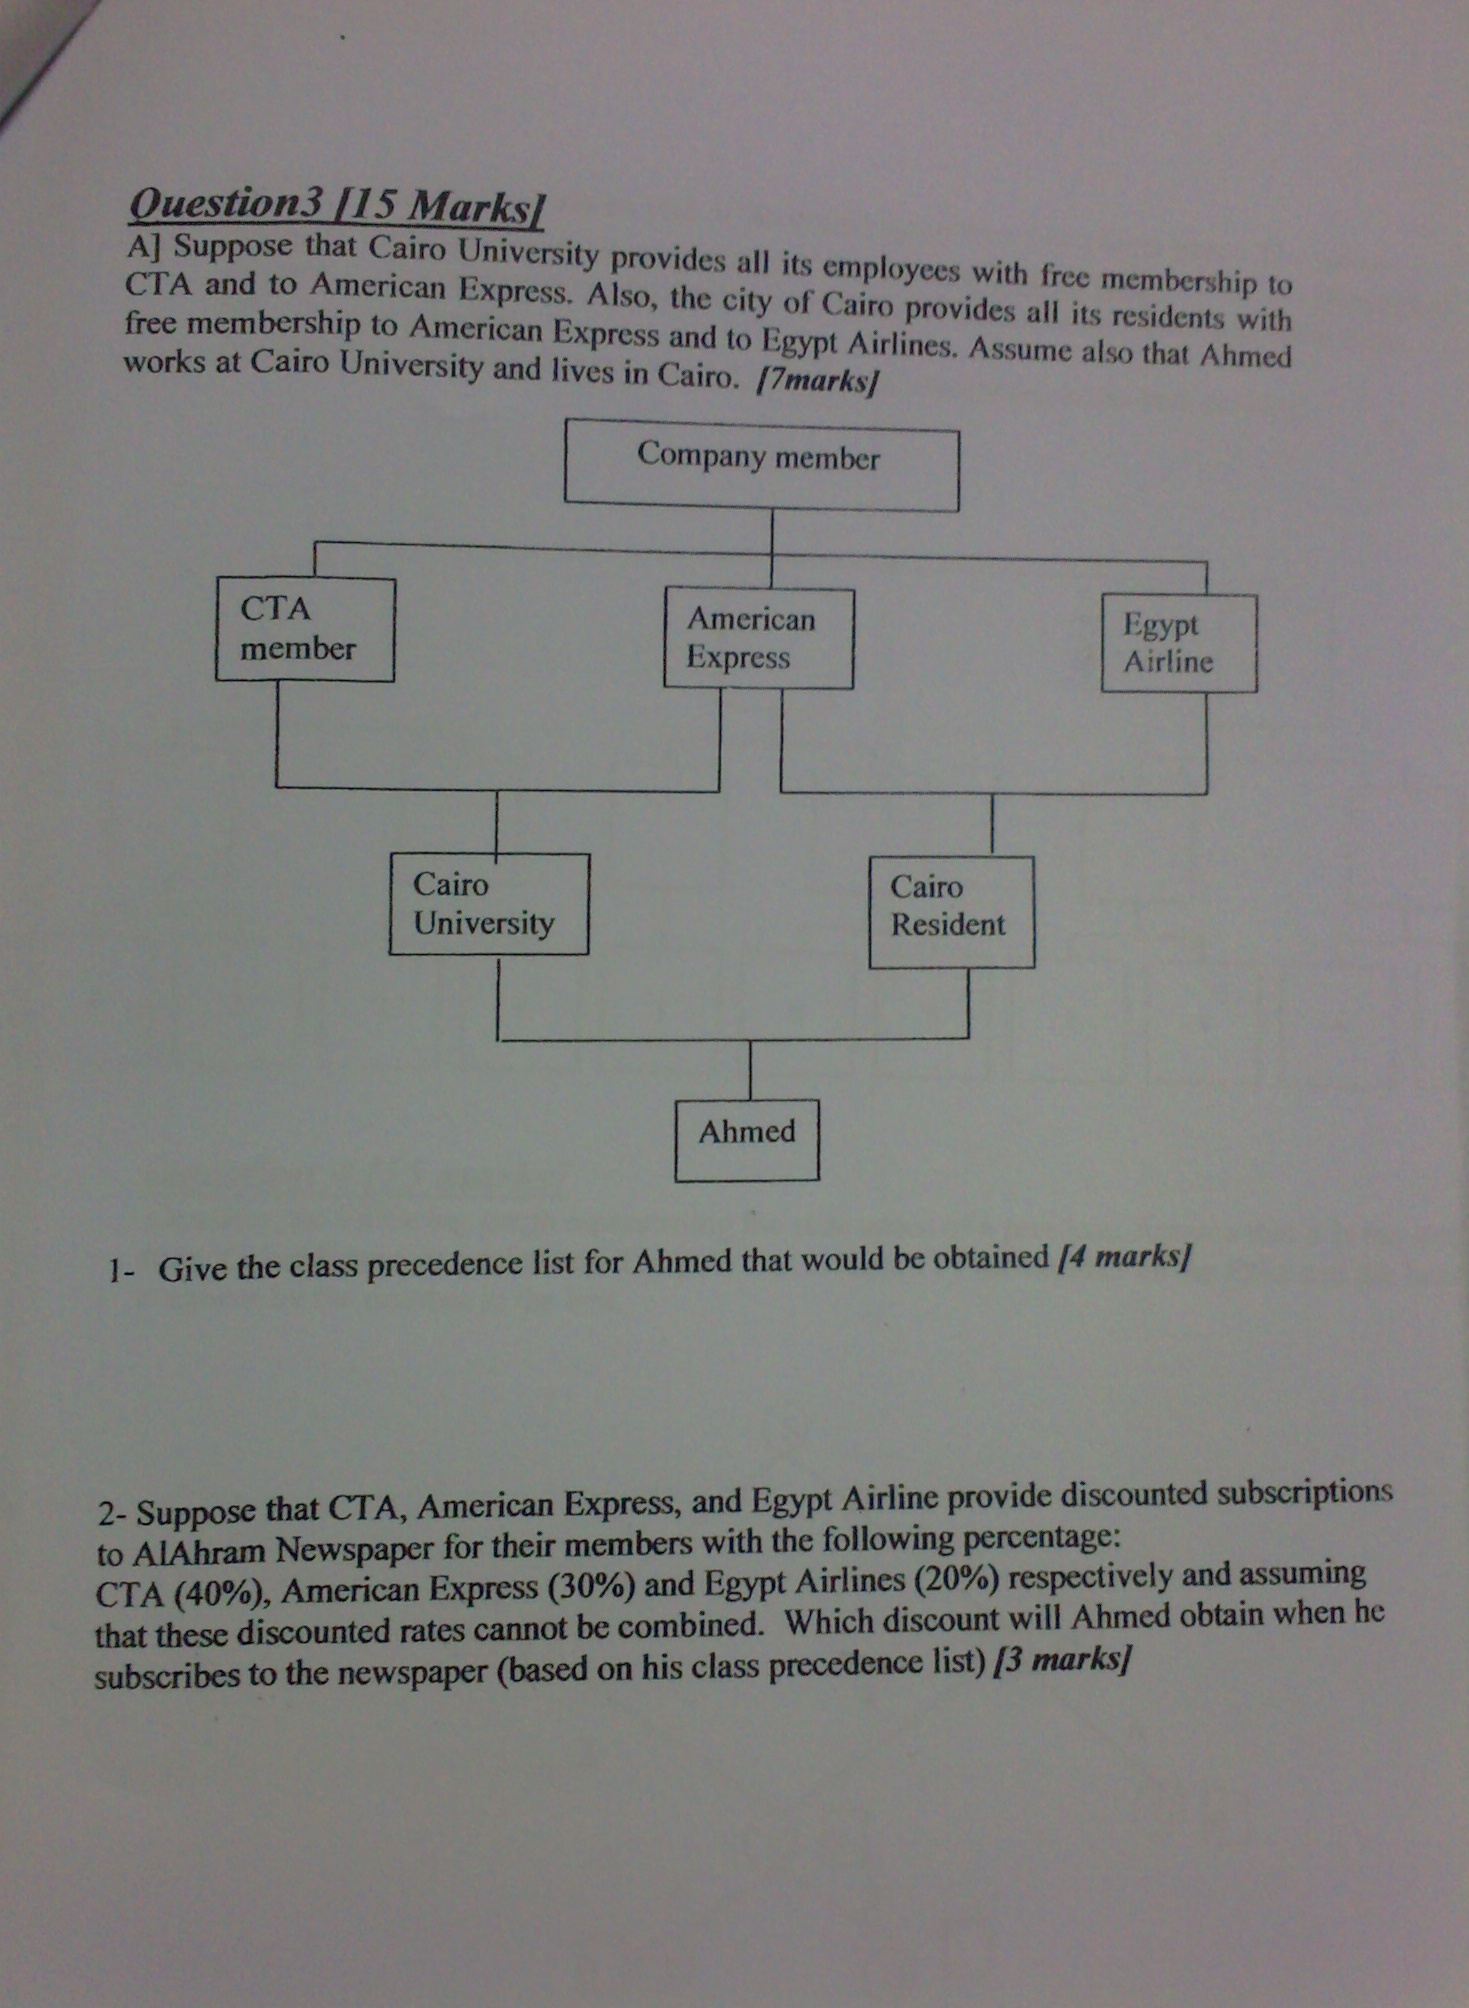 Question3 [15 Marks]
A] Suppose that Cairo University provides all its employees with free membership to
CTA and to American Express. Also, the city of Cairo provides all its residents with
free membership to American Express and to Egypt Airlines. Assume also that Ahmed
works at Cairo University and lives in Cairo. [7marks]
Company member
CTA
member
American
Express
Egypt
Airline
Cairo
University
Cairo
Resident
Ahmed
1- Give the class precedence list for Ahmed that would be obtained [4 marks]
2- Suppose that CTA, American Express, and Egypt Airline provide discounted subscriptions
to AlAhram Newspaper for their members with the following percentage:
CTA (40%), American Express (30%) and Egypt Airlines (20%) respectively and assuming
that these discounted rates cannot be combined. Which discount will Ahmed obtain when he
subscribes to the newspaper (based on his class precedence list) [3 marks]